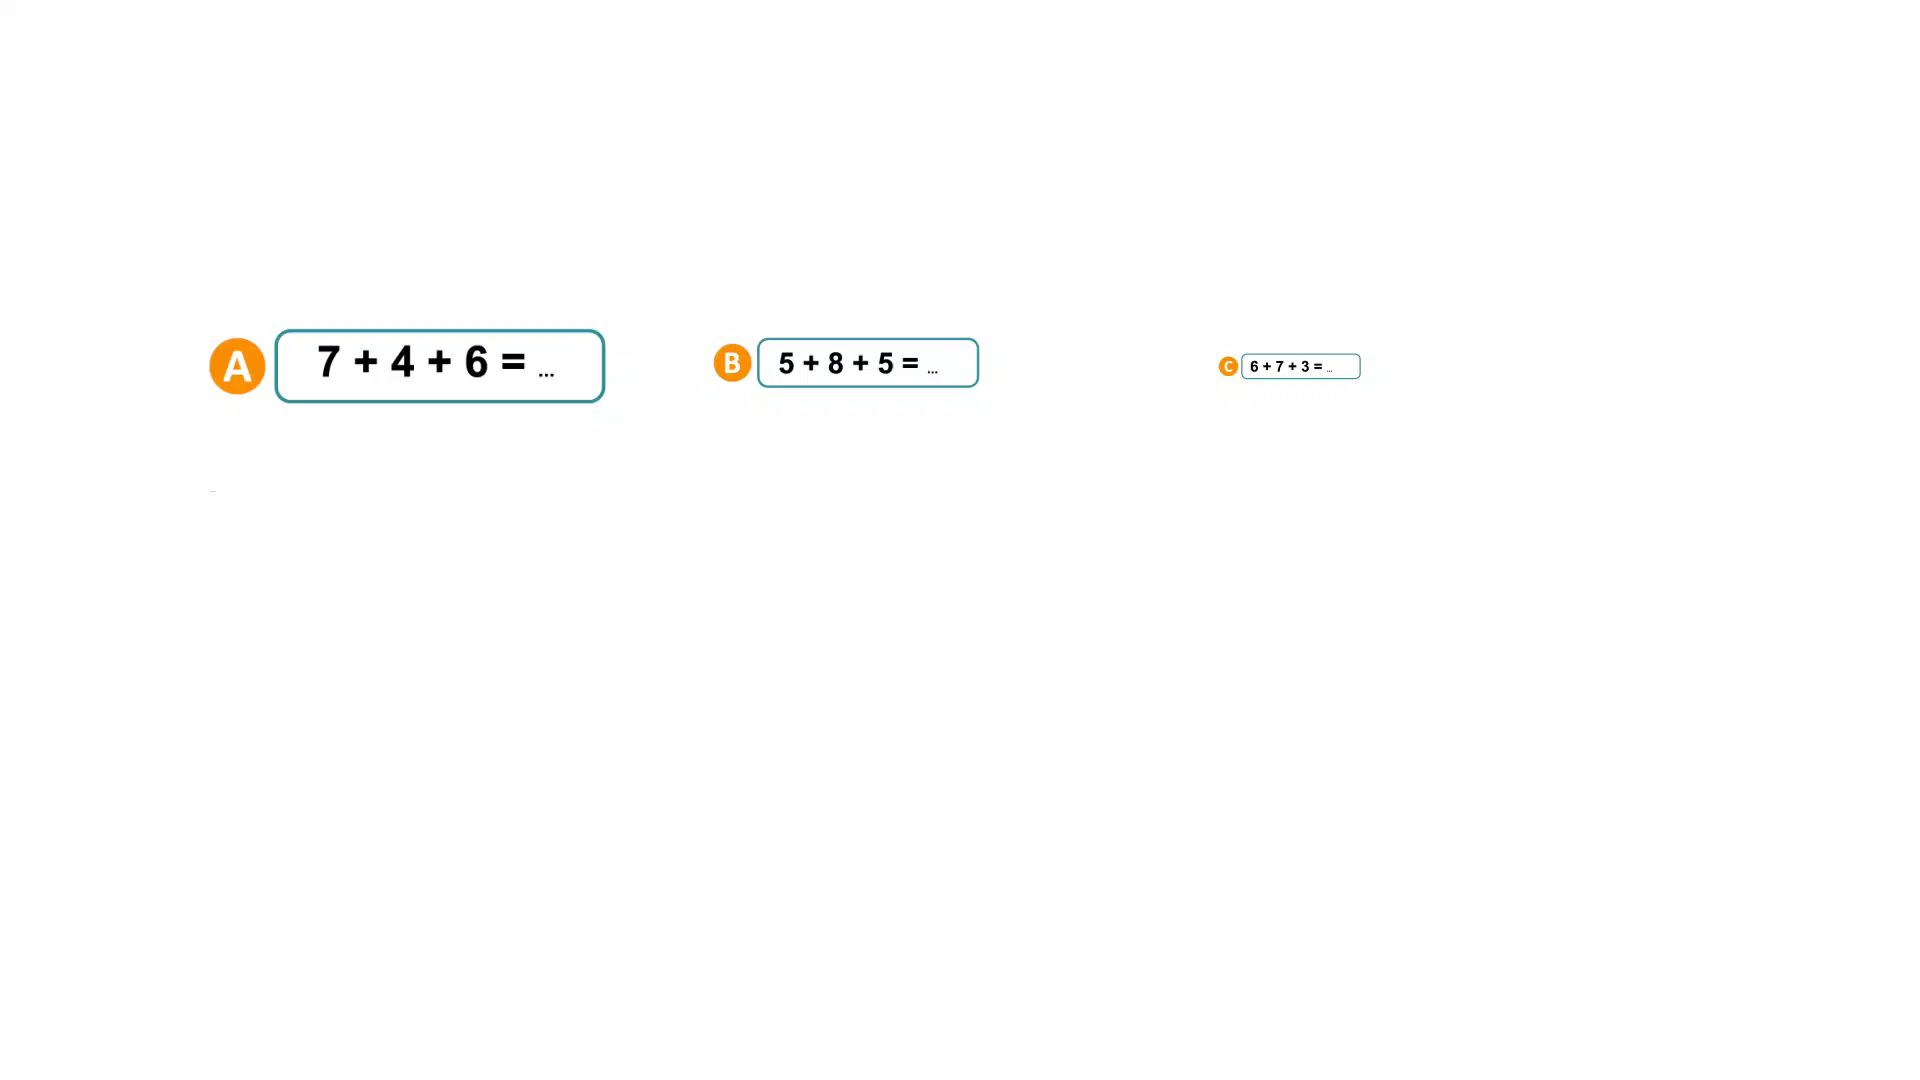 A 7 + 4 + 6 = ...
B 5 + 8 + 5 = ...
C 6 + 7 + 3 = ...